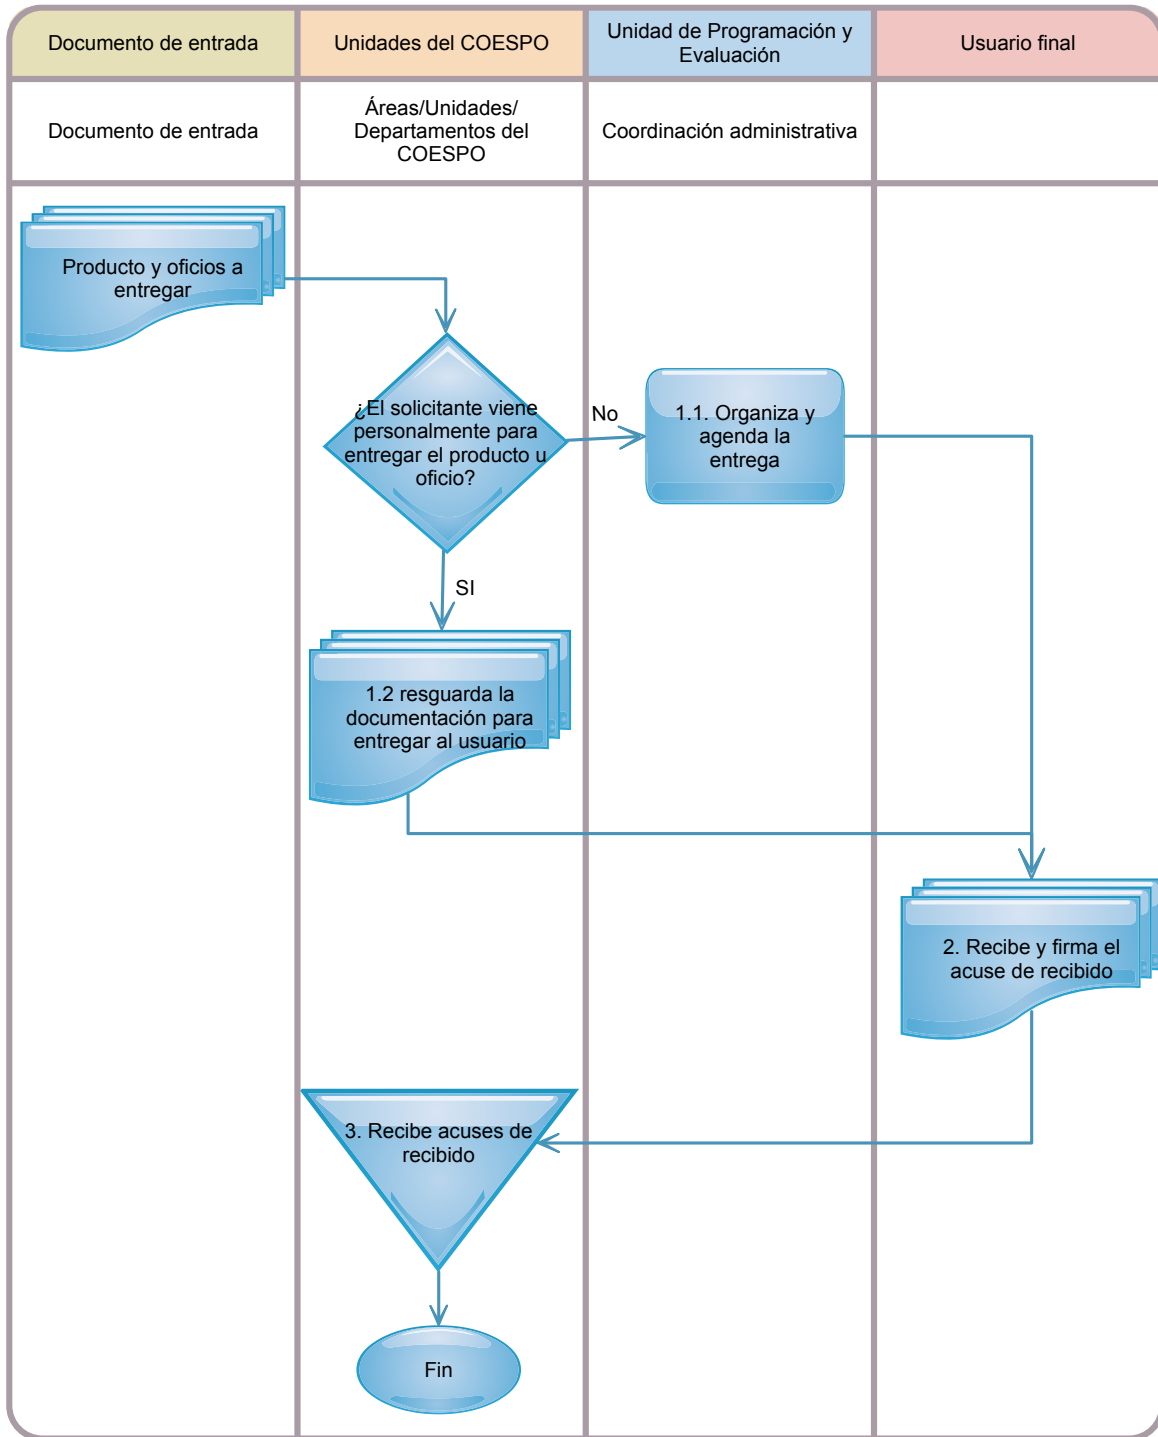 Documento de entrada
Unidades del COESPO
Unidad de Programación y
Evaluación
Usuario final
Documento de entrada
Áreas/Unidades/
Departamentos del
COESPO
Coordinación administrativa
Producto y oficios a
entregar
¿El solicitante viene
personalmente para
entregar el producto u
oficio?
No
1.1. Organiza y
agenda la
entrega
SI
1.2 resguarda la
documentación para
entregar al usuario
2. Recibe y firma el
acuse de recibido
3. Recibe acuses de
recibido
Fin